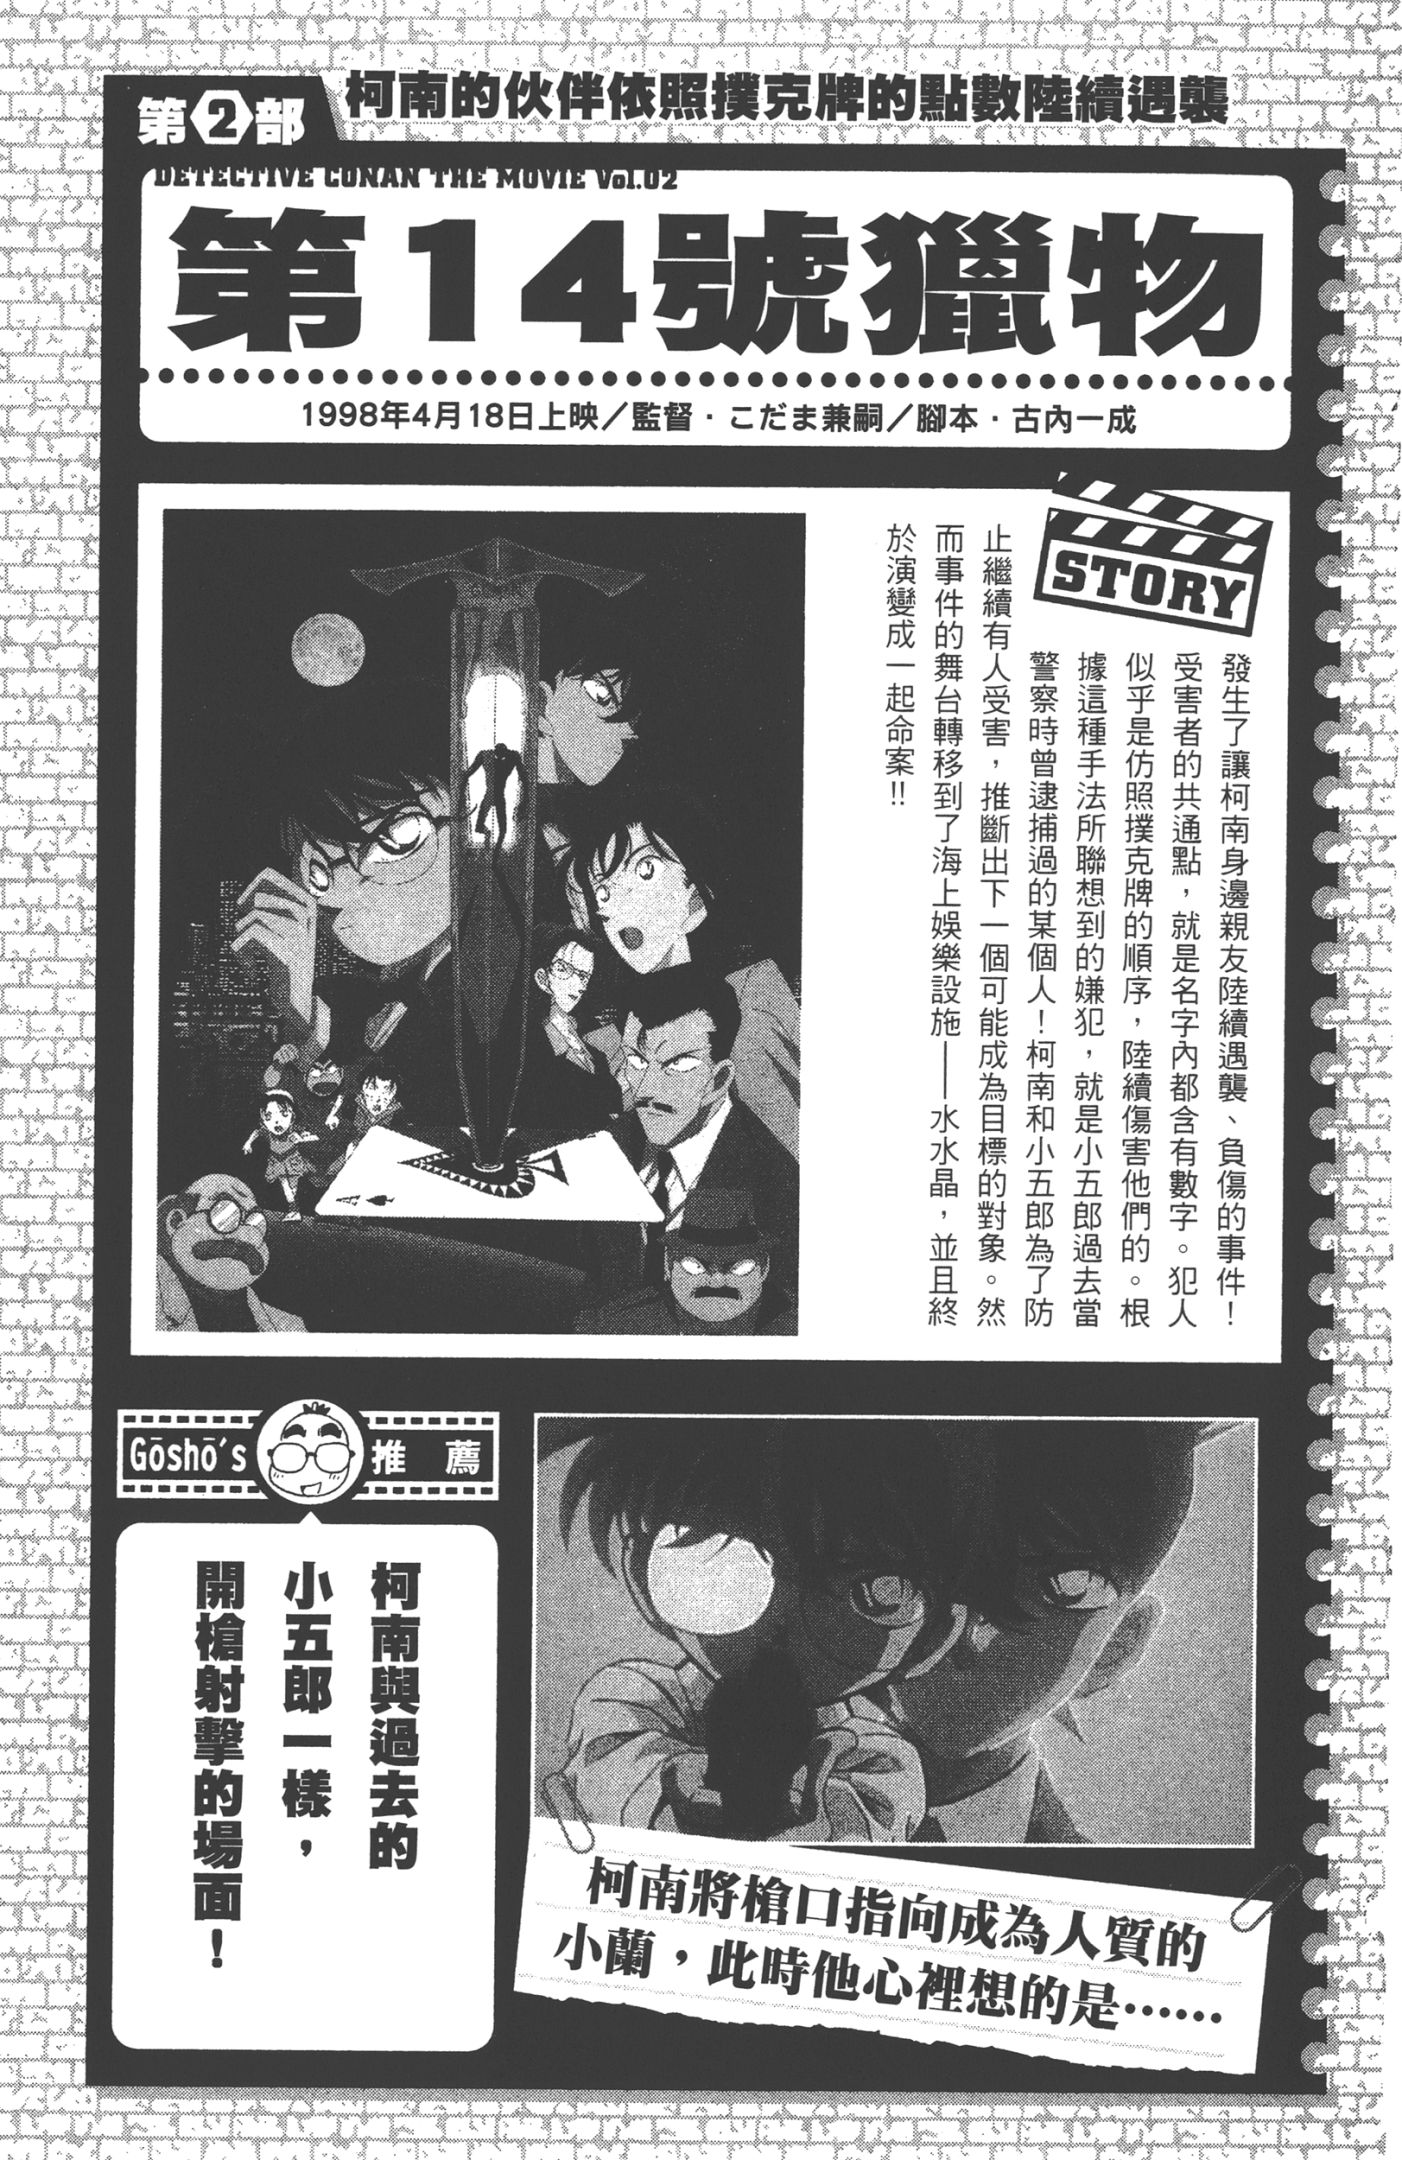 第2部
柯南的伙伴依照撲克牌的點數陸續遇襲
DETECTIVE CONAN THE MOVIE Vol.02
第14號獵物
1998年4月18日上映／監督·こだま兼嗣／腳本·古內一成
STORY
發生了讓柯南身邊親友陸續遇襲、負傷的事件！
受害者的共通點，就是名字內都含有數字。犯人
似乎是仿照撲克牌的順序，陸續傷害他們的。根
據這種手法所聯想到的嫌犯，就是小五郎過去當
警察時曾逮捕過的某個人！柯南和小五郎為了防
止繼續有人受害，推斷出下一個可能成為目標的對象。然
而事件的舞台轉移到了海上娛樂設施——水水晶，並且終
於演變成一起命案!!
A
Gōshō's 推薦
柯南與過去的
小五郎一樣，
開槍射擊的場面！
柯南將槍口指向成為人質的
小蘭，此時他心裡想的是……